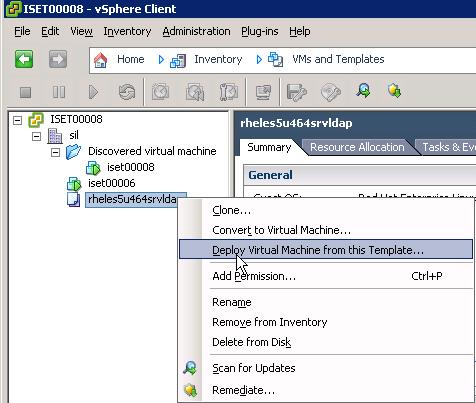 ISET00008 - vSphere Client
File Edit View Inventory Administration Plug-ins Help
Home Inventory VMs and Templates
ISET00008
sil
Discovered virtual machine
iset00008
iset00006
rheles5u464srvldap
rheles5u464srvldap
Summary Resource Allocation Tasks & Ev
General
Clone...
Convert to Virtual Machine...
Deploy Virtual Machine from this Template...
Add Permission... Ctrl+P
Rename
Remove from Inventory
Delete from Disk
Scan for Updates
Remediate...